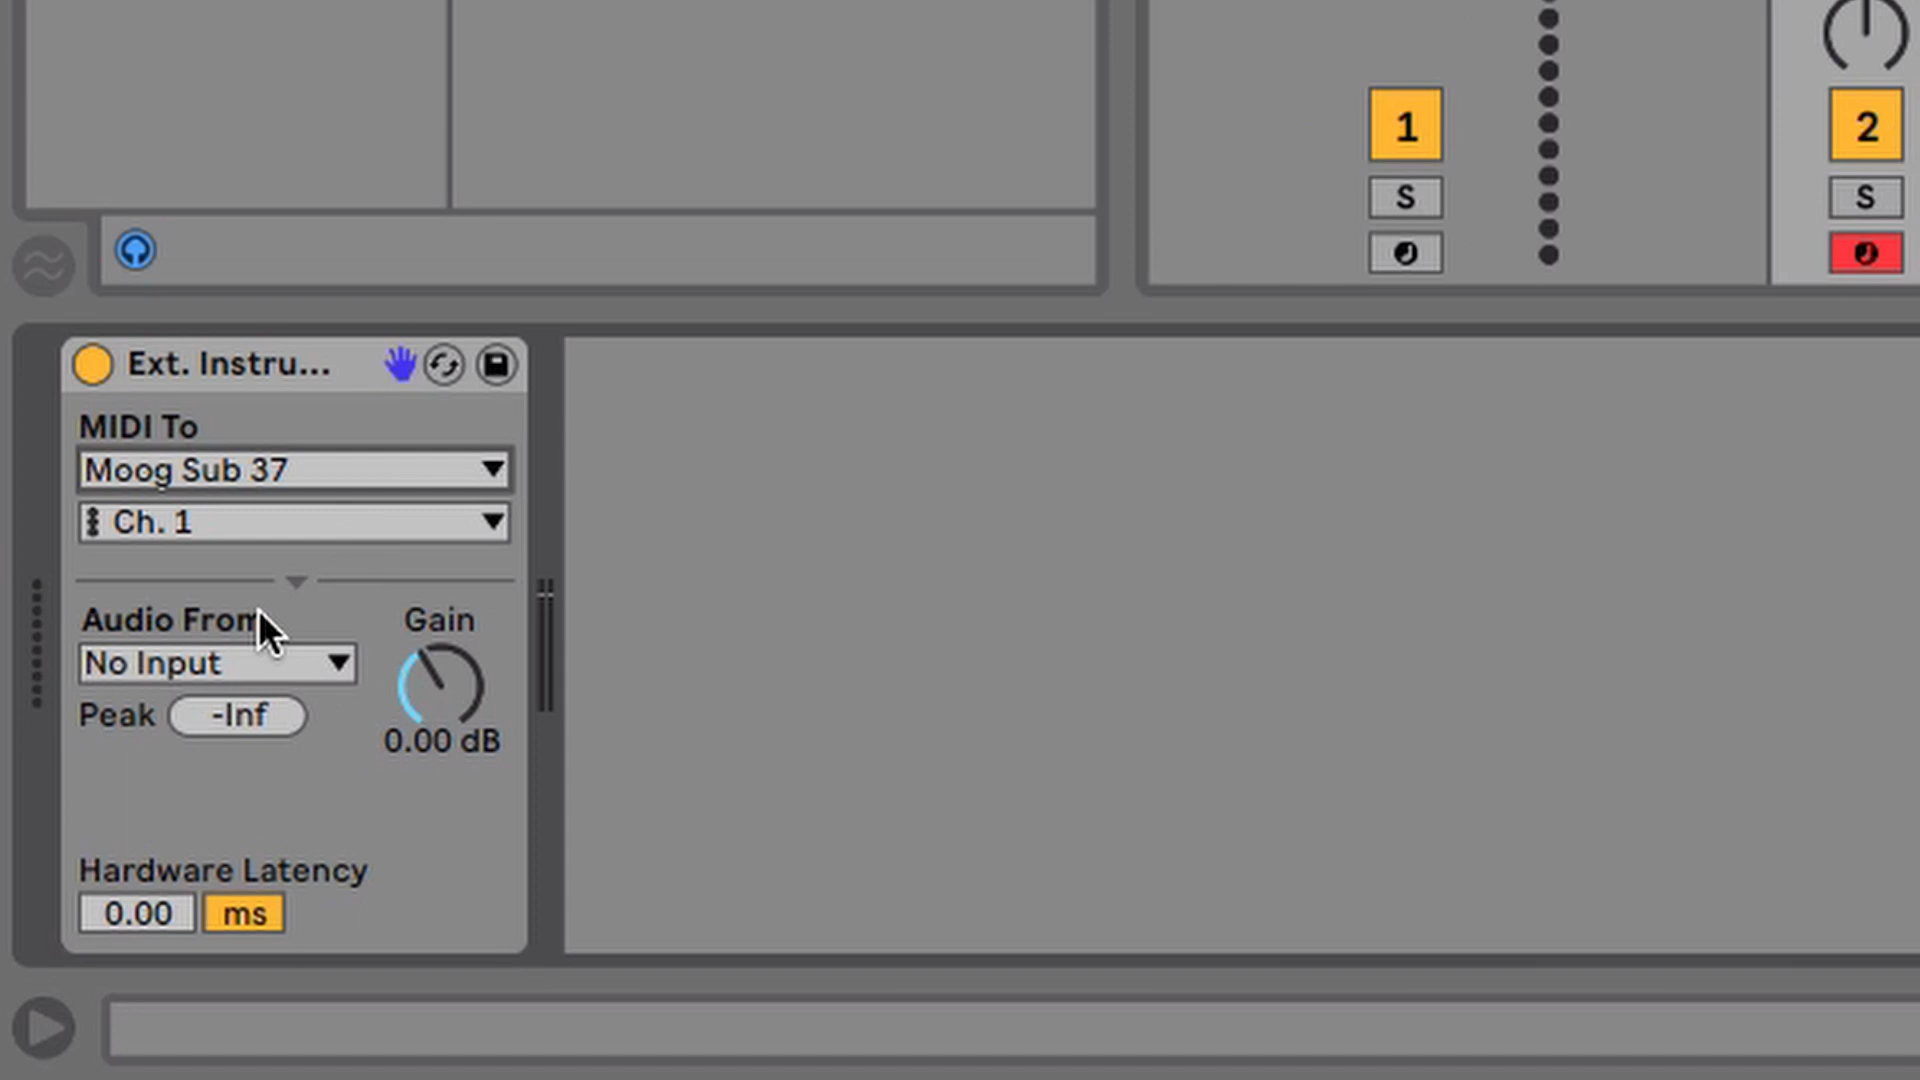 1
2
S
S
Ext. Instru...
MIDI To
Moog Sub 37
Ch. 1
Audio From
Gain
No Input
Peak -Inf
0.00 dB
Hardware Latency
0.00 ms